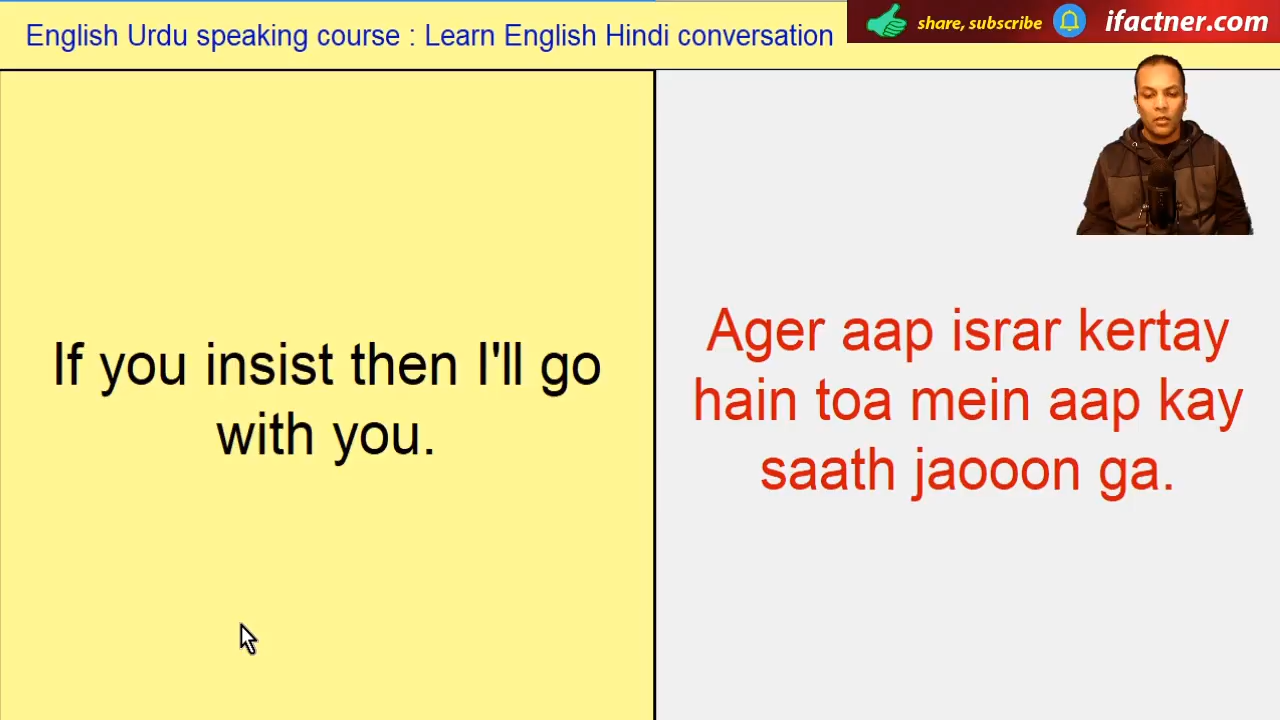 English Urdu speaking course : Learn English Hindi conversation
share, subscribe
ifactner.com
If you insist then I'll go
with you.
Ager aap israr kertay
hain toa mein aap kay
saath jaooon ga.